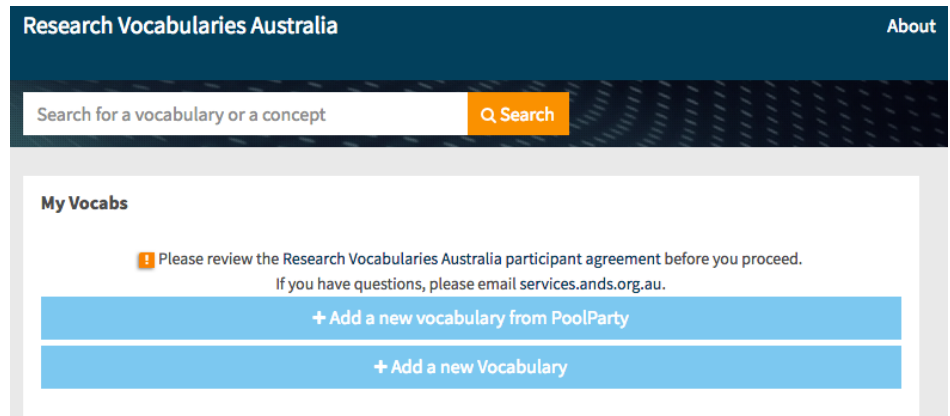 Research Vocabularies Australia
About
Search for a vocabulary or a concept
Search
My Vocabs
Please review the Research Vocabularies Australia participant agreement before you proceed.
If you have questions, please email services.ands.org.au.
+ Add a new vocabulary from PoolParty
+ Add a new Vocabulary